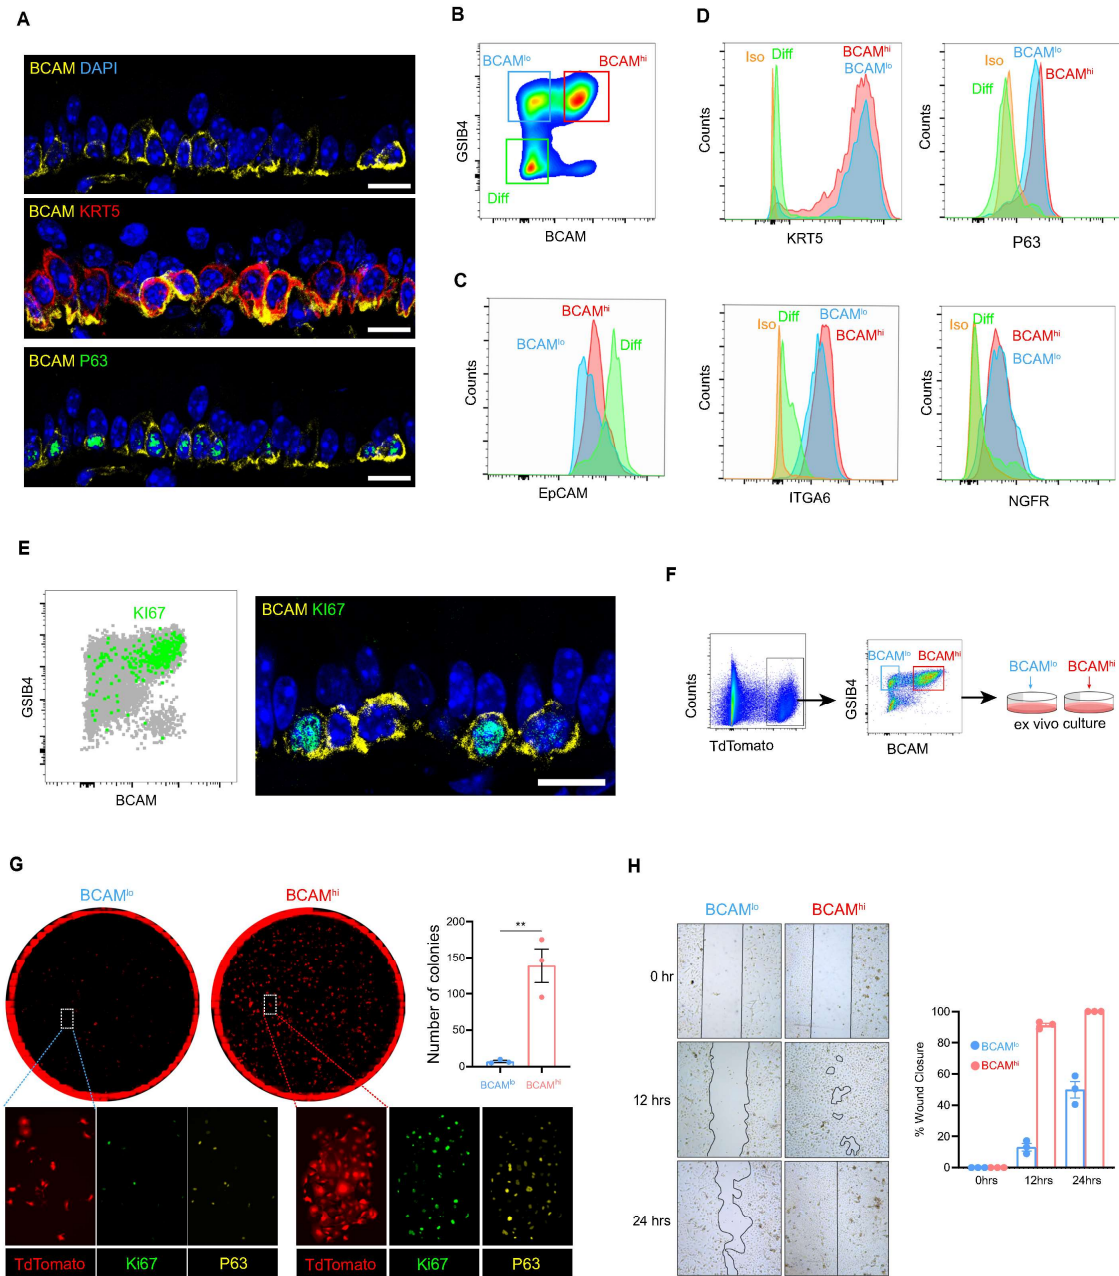 A
BCAM DAPI
BCAM KRT5
BCAM P63
B
BCAMlo
BCAMhi
Diff
GSIB4
BCAM
C
BCAMhi
BCAMlo
Diff
Counts
EpCAM
Iso
Diff
BCAMlo
BCAMhi
Counts
ITGA6
Iso
Diff
BCAMhi
BCAMlo
Counts
NGFR
D
Iso
Diff
BCAMhi
BCAMlo
Counts
KRT5
BCAMlo
BCAMhi
Iso
Diff
Counts
P63
E
KI67
GSIB4
BCAM
BCAM KI67
F
Counts
TdTomato
BCAMlo
BCAMhi
GSIB4
BCAM
BCAMlo
BCAMhi
ex vivo culture
G
BCAMlo
BCAMhi
TdTomato
Ki67
P63
TdTomato
Ki67
P63
Number of colonies
200
150
100
50
0
**
BCAMlo
BCAMhi
H
BCAMlo
BCAMhi
0 hr
12 hrs
24 hrs
% Wound Closure
100
80
60
40
20
0
BCAMlo
BCAMhi
0hrs
12hrs
24hrs